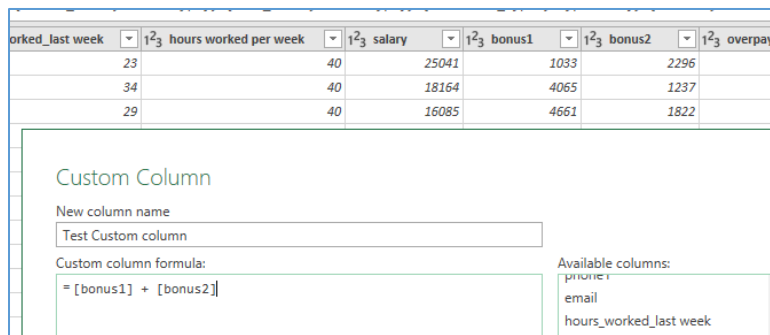 orked_last week 1²3 hours worked per week 1²3 salary 1²3 bonus1 1²3 bonus2 1²3 overpay
23 40 25041 1033 2296
34 40 18164 4065 1237
29 40 16085 4661 1822
Custom Column
New column name
Test Custom column
Custom column formula: Available columns:
= [bonus1] + [bonus2] phone1
email
hours_worked_last week